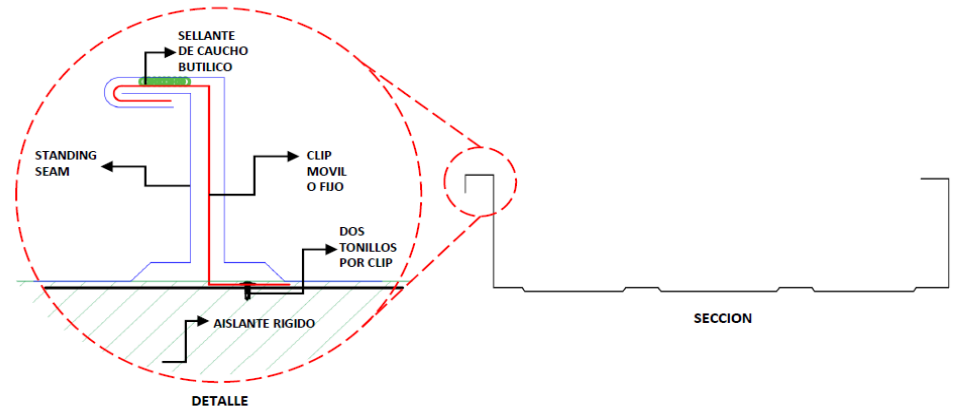 SELLANTE
DE CAUCHO
BUTILICO
STANDING
SEAM
CLIP
MOVIL
O FIJO
DOS
TONILLOS
POR CLIP
AISLANTE RIGIDO
DETALLE
SECCION